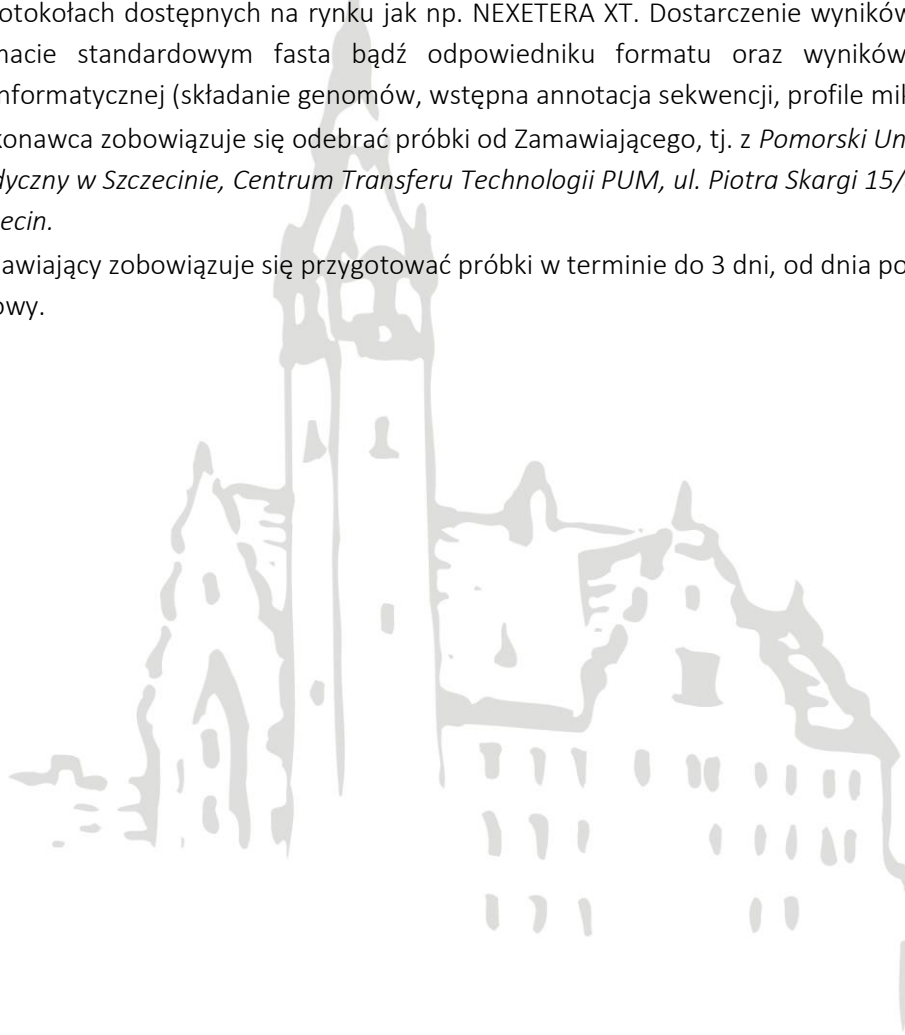 otokołach dostępnych na rynku jak np. NEXETERA XT. Dostarczenie wyników
macie standardowym fasta bądź odpowiedniku formatu oraz wyników
nformatycznej (składanie genomów, wstępna annotacja sekwencji, profile mil
konawca zobowiązuje się odebrać próbki od Zamawiającego, tj. z Pomorski Un
dyczny w Szczecinie, Centrum Transferu Technologii PUM, ul. Piotra Skargi 15/
ecin.
awiający zobowiązuje się przygotować próbki w terminie do 3 dni, od dnia po
owy.